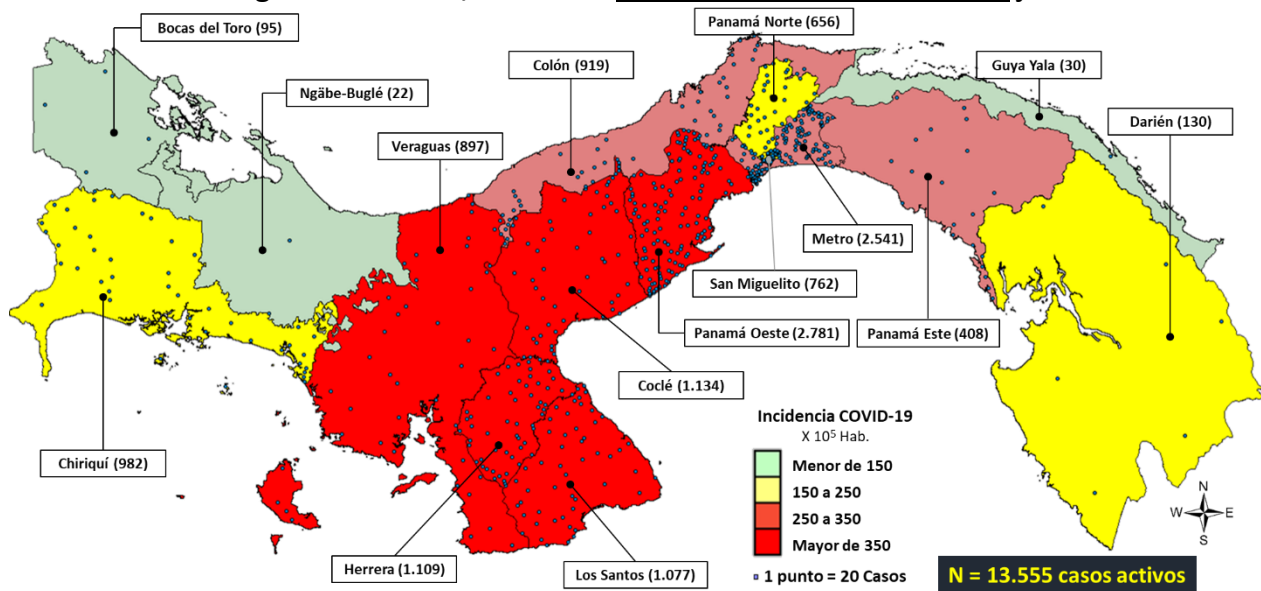 Bocas del Toro (95)
Panamá Norte (656)
Colón (919)
Guya Yala (30)
Ngäbe-Buglé (22)
Darién (130)
Veraguas (897)
Metro (2.541)
San Miguelito (762)
Panamá Oeste (2.781)
Panamá Este (408)
Coclé (1.134)
Chiriquí (982)
Herrera (1.109)
Los Santos (1.077)
Incidencia COVID-19
X 10⁵ Hab.
Menor de 150
150 a 250
250 a 350
Mayor de 350
1 punto = 20 Casos
N
W E
S
N = 13.555 casos activos